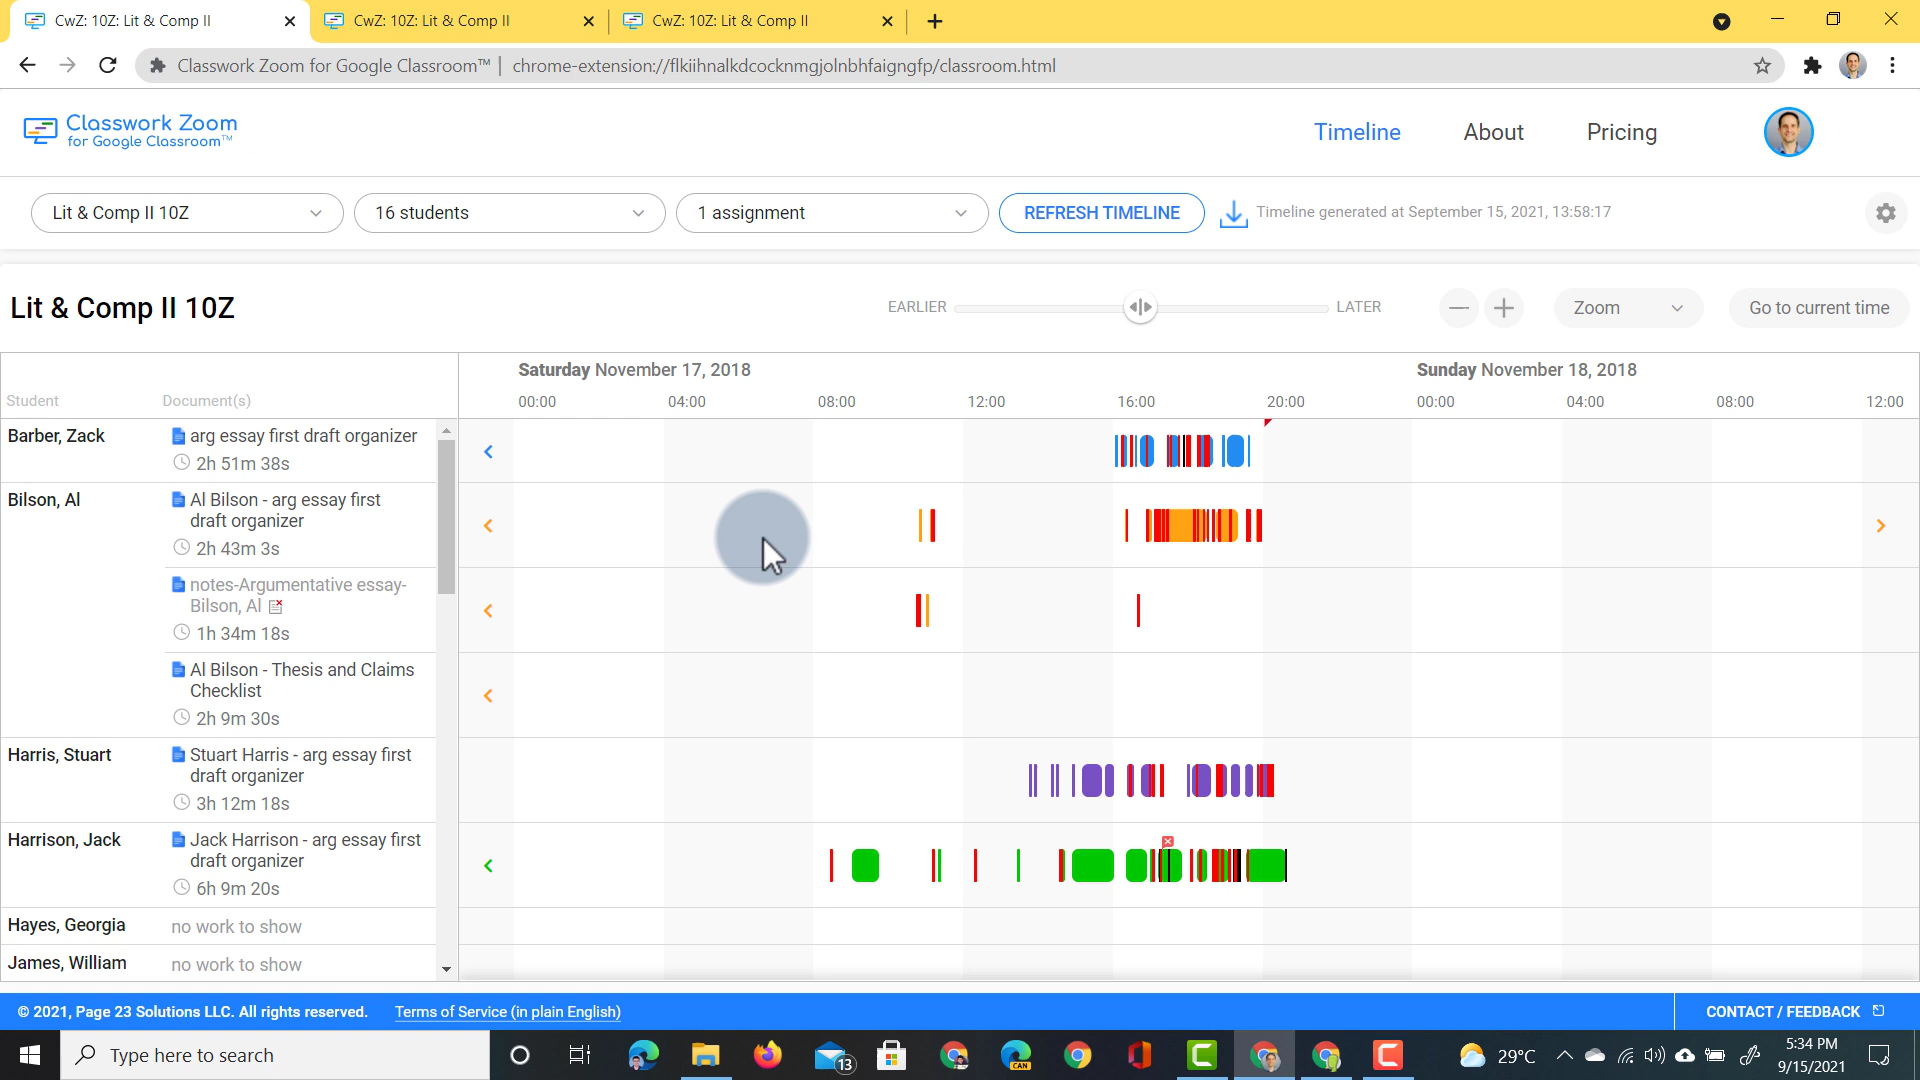 CwZ: 10Z: Lit & Comp II
CwZ: 10Z: Lit & Comp II
CwZ: 10Z: Lit & Comp II
Classwork Zoom for Google Classroom™ | chrome-extension://flkiihnalkdcocknmgjolnbhfaigngfp/classroom.html
Classwork Zoom
for Google Classroom™
Timeline
About
Pricing
Lit & Comp II 10Z
16 students
1 assignment
REFRESH TIMELINE
Timeline generated at September 15, 2021, 13:58:17
Lit & Comp II 10Z
EARLIER
LATER
Zoom
Go to current time
Saturday November 17, 2018
Sunday November 18, 2018
Student
Document(s)
00:00
04:00
08:00
12:00
16:00
20:00
00:00
04:00
08:00
12:00
Barber, Zack
arg essay first draft organizer
2h 51m 38s
Bilson, Al
Al Bilson - arg essay first
draft organizer
2h 43m 3s
notes-Argumentative essay-
Bilson, Al
1h 34m 18s
Al Bilson - Thesis and Claims
Checklist
2h 9m 30s
Harris, Stuart
Stuart Harris - arg essay first
draft organizer
3h 12m 18s
Harrison, Jack
Jack Harrison - arg essay first
draft organizer
6h 9m 20s
Hayes, Georgia
no work to show
James, William
no work to show
© 2021, Page 23 Solutions LLC. All rights reserved.
Terms of Service (in plain English)
CONTACT / FEEDBACK
Type here to search
13
CAN
29°C
5:34 PM
9/15/2021